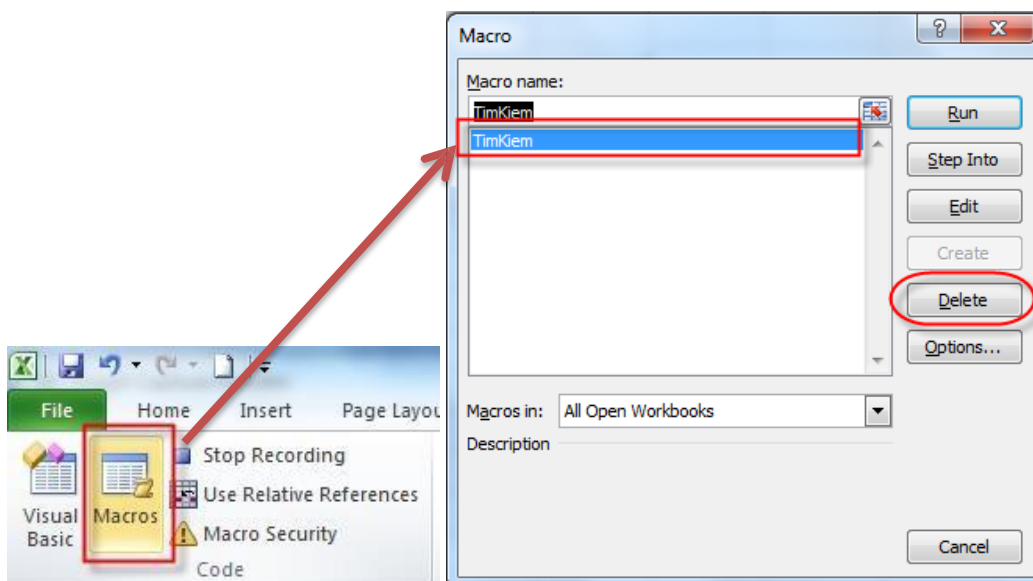 Macro
Macro name:
TimKiem
TimKiem
Run
Step Into
Edit
Create
Delete
Options...
Macros in: All Open Workbooks
Description
Cancel
File Home Insert Page Layou
Visual Basic
Macros
Stop Recording
Use Relative References
Macro Security
Code